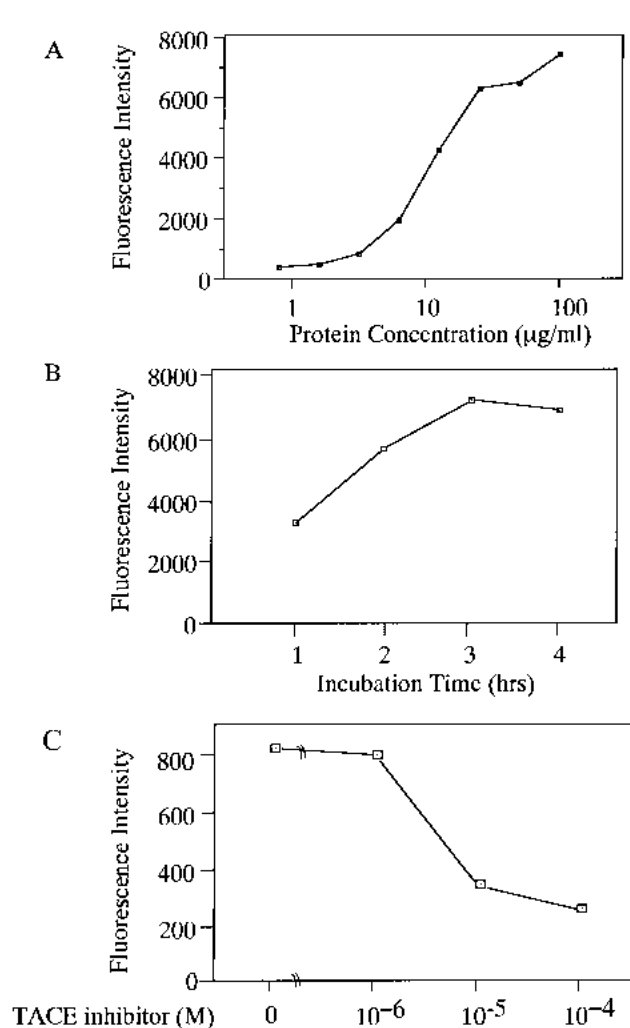 A
Fluorescence Intensity
8000
6000
4000
2000
0
1 10 100
Protein Concentration (µg/ml)
B
Fluorescence Intensity
8000
6000
4000
2000
0
1 2 3 4
Incubation Time (hrs)
C
Fluorescence Intensity
800
600
400
200
0
TACE inhibitor (M) 0 10⁻⁶ 10⁻⁵ 10⁻⁴